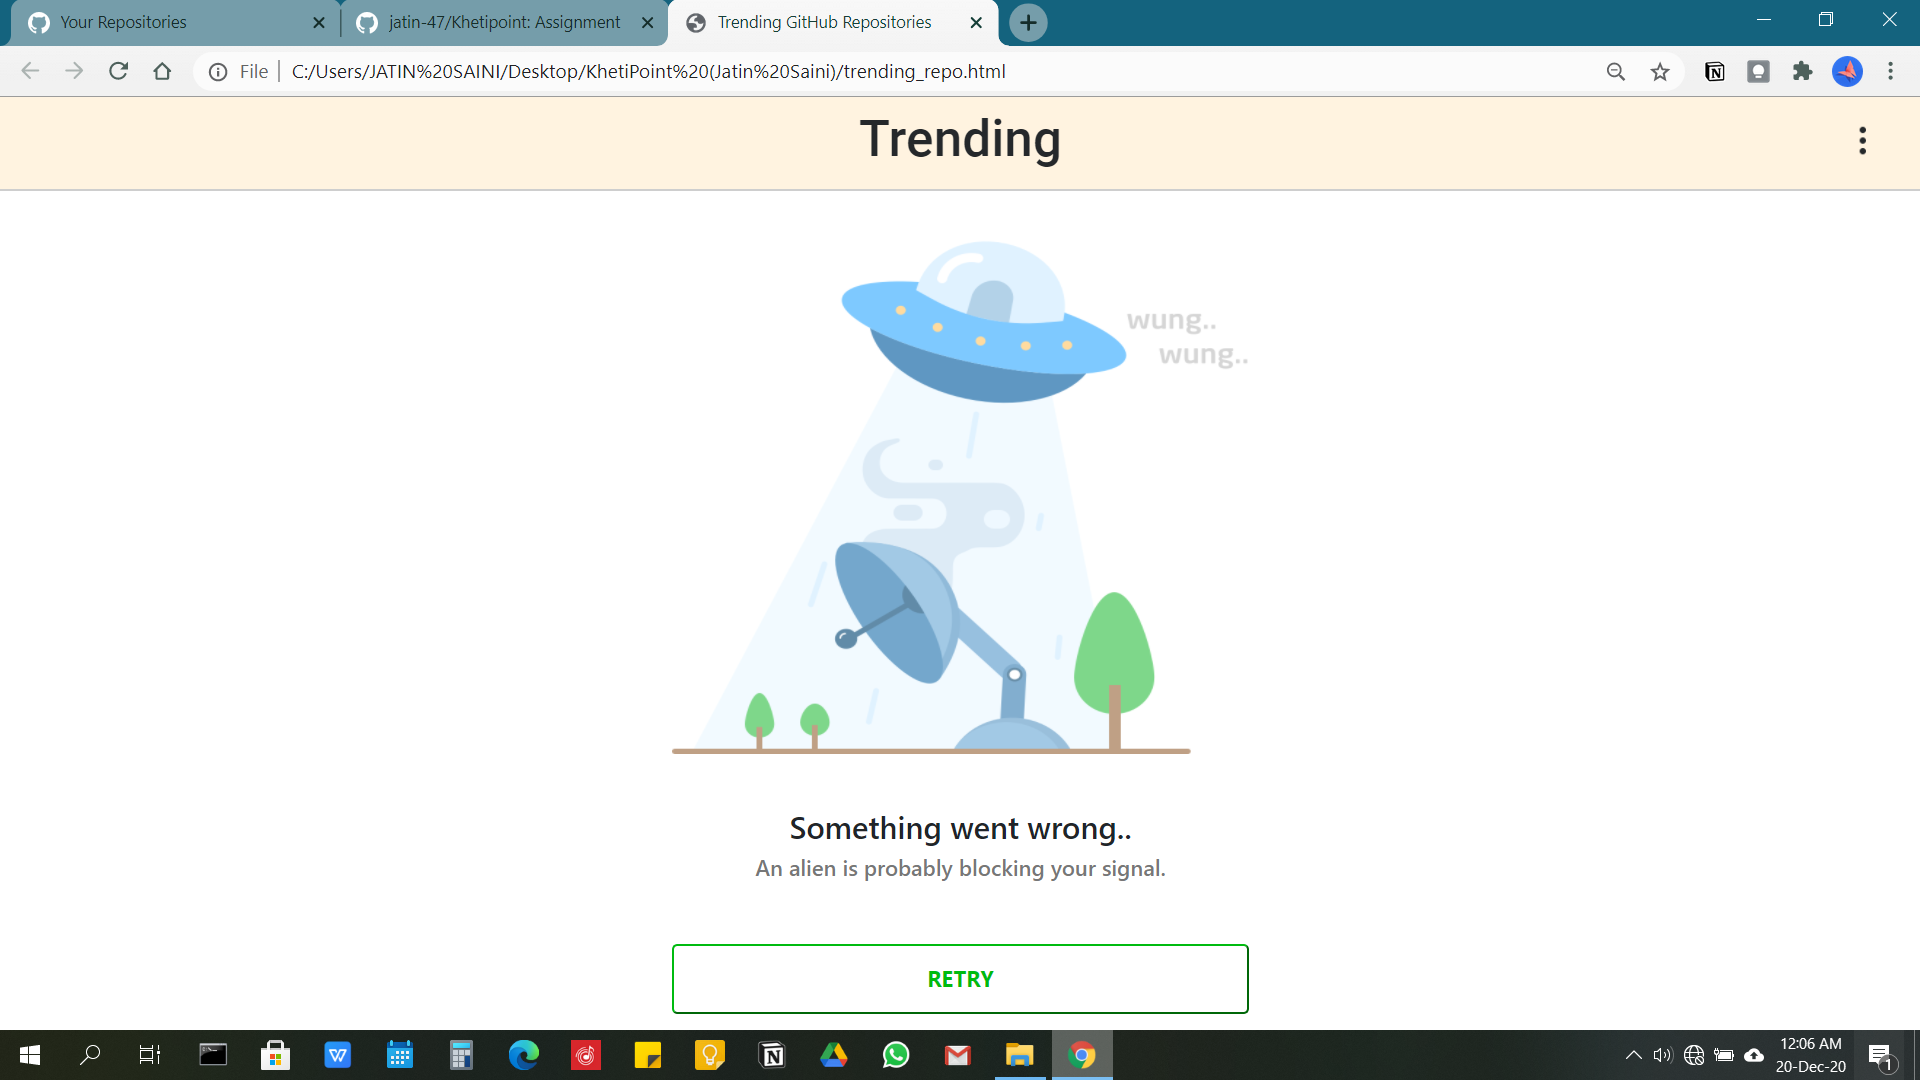 Your Repositories
jatin-47/Khetipoint: Assignment
Trending GitHub Repositories
File
C:/Users/JATIN%20SAINI/Desktop/KhetiPoint%20(Jatin%20Saini)/trending_repo.html
Trending
wung..
wung..
Something went wrong..
An alien is probably blocking your signal.
RETRY
12:06 AM
20-Dec-20
1